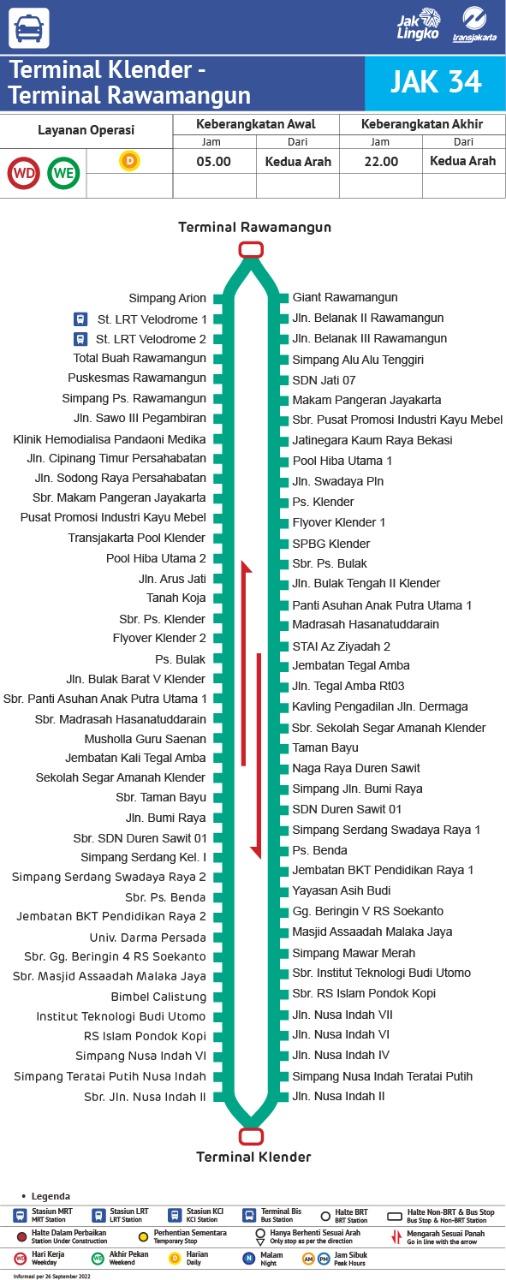 Jak
Lingko
transjakarta
Terminal Klender -
Terminal Rawamangun
JAK 34
Layanan Operasi
Keberangkatan Awal
Keberangkatan Akhir
Jam
Dari
Jam
Dari
WD
WE
D
05.00
Kedua Arah
22.00
Kedua Arah
Terminal Rawamangun
Simpang Arion
St. LRT Velodrome 1
St. LRT Velodrome 2
Total Buah Rawamangun
Puskesmas Rawamangun
Simpang Ps. Rawamangun
Jln. Sawo III Pegambiran
Klinik Hemodialisa Pandaoni Medika
Jln. Cipinang Timur Persahabatan
Jln. Sodong Raya Persahabatan
Sbr. Makam Pangeran Jayakarta
Pusat Promosi Industri Kayu Mebel
Transjakarta Pool Klender
Pool Hiba Utama 2
Jln. Arus Jati
Tanah Koja
Sbr. Ps. Klender
Flyover Klender 2
Ps. Bulak
Jln. Bulak Barat V Klender
Sbr. Panti Asuhan Anak Putra Utama 1
Sbr. Madrasah Hasanatuddarain
Musholla Guru Saenan
Jembatan Kali Tegal Amba
Sekolah Segar Amanah Klender
Sbr. Taman Bayu
Jln. Bumi Raya
Sbr. SDN Duren Sawit 01
Simpang Serdang Kel. I
Simpang Serdang Swadaya Raya 2
Sbr. Ps. Benda
Jembatan BKT Pendidikan Raya 2
Univ. Darma Persada
Sbr. Gg. Beringin 4 RS Soekanto
Sbr. Masjid Assaadah Malaka Jaya
Bimbel Calistung
Institut Teknologi Budi Utomo
RS Islam Pondok Kopi
Simpang Nusa Indah VI
Simpang Teratai Putih Nusa Indah
Sbr. Jln. Nusa Indah II
Giant Rawamangun
Jln. Belanak II Rawamangun
Jln. Belanak III Rawamangun
Simpang Alu Alu Tenggiri
SDN Jati 07
Makam Pangeran Jayakarta
Sbr. Pusat Promosi Industri Kayu Mebel
Jatinegara Kaum Raya Bekasi
Pool Hiba Utama 1
Jln. Swadaya Pln
Ps. Klender
Flyover Klender 1
SPBG Klender
Sbr. Ps. Bulak
Jln. Bulak Tengah II Klender
Panti Asuhan Anak Putra Utama 1
Madrasah Hasanatuddarain
STAI Az Ziyadah 2
Jembatan Tegal Amba
Jln. Tegal Amba Rt03
Kavling Pengadilan Jln. Dermaga
Sbr. Sekolah Segar Amanah Klender
Taman Bayu
Naga Raya Duren Sawit
Simpang Jln. Bumi Raya
SDN Duren Sawit 01
Simpang Serdang Swadaya Raya 1
Ps. Benda
Jembatan BKT Pendidikan Raya 1
Yayasan Asih Budi
Gg. Beringin V RS Soekanto
Masjid Assaadah Malaka Jaya
Simpang Mawar Merah
Sbr. Institut Teknologi Budi Utomo
Sbr. RS Islam Pondok Kopi
Jln. Nusa Indah VII
Jln. Nusa Indah VI
Jln. Nusa Indah IV
Simpang Nusa Indah Teratai Putih
Jln. Nusa Indah II
Terminal Klender
• Legenda
Stasiun MRT
MRT Station
Stasiun LRT
LRT Station
Stasiun KCI
KCI Station
Terminal Bis
Bus Station
Halte BRT
BRT Station
Halte Non-BRT & Bus Stop
Bus Stop & Non-BRT Station
Halte Dalam Perbaikan
Station Under Construction
Perhentian Sementara
Temporary Stop
Hanya Berhenti Sesuai Arah
Only stop as per the direction
Mengarah Sesuai Panah
Go in line with the arrow
WD
Hari Kerja
Weekday
WE
Akhir Pekan
Weekend
D
Harian
Daily
N
Malam
Night
AM
PM
Jam Sibuk
Peak Hours
Informasi per 26 September 2022